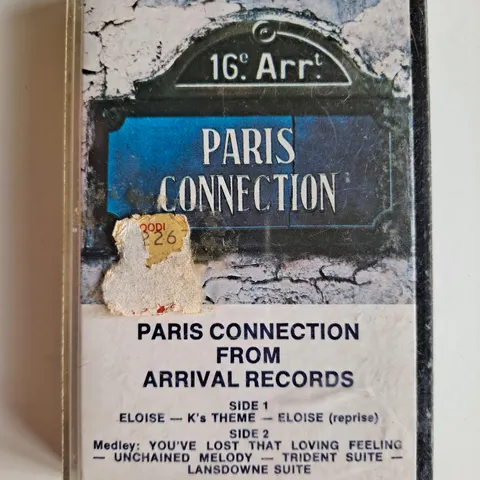 16e. Arrt.
PARIS
CONNECTION
226
PARIS CONNECTION
FROM
ARRIVAL RECORDS
SIDE 1
ELOISE — K's THEME — ELOISE (reprise)
SIDE 2
Medley: YOU'VE LOST THAT LOVING FEELING
— UNCHAINED MELODY — TRIDENT SUITE —
LANSDOWNE SUITE